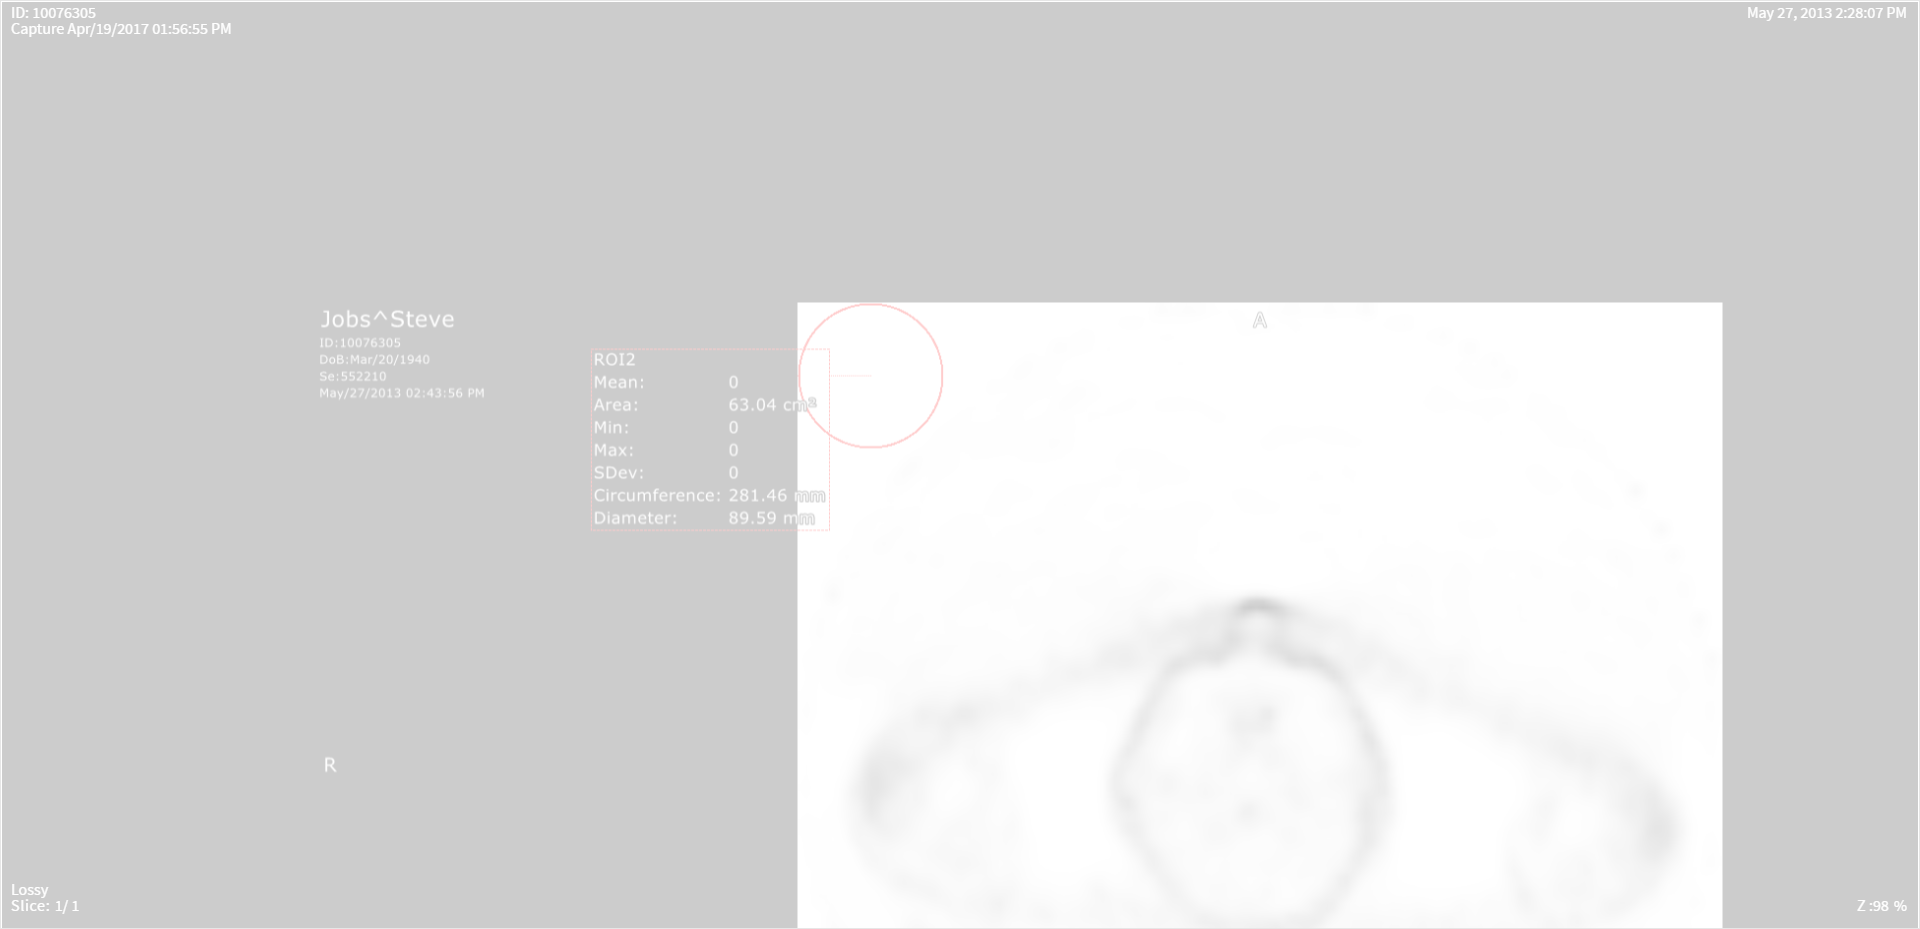 ID: 10076305
Capture Apr/19/2017 01:56:55 PM
May 27, 2013 2:28:07 PM
Jobs^Steve
ID:10076305
DoB:Mar/20/1940
Se:552210
May/27/2013 02:43:56 PM
A
ROI2
Mean: 0
Area: 63.04 cm²
Min: 0
Max: 0
SDev: 0
Circumference: 281.46 mm
Diameter: 89.59 mm
R
Lossy
Slice: 1/ 1
Z :98 %